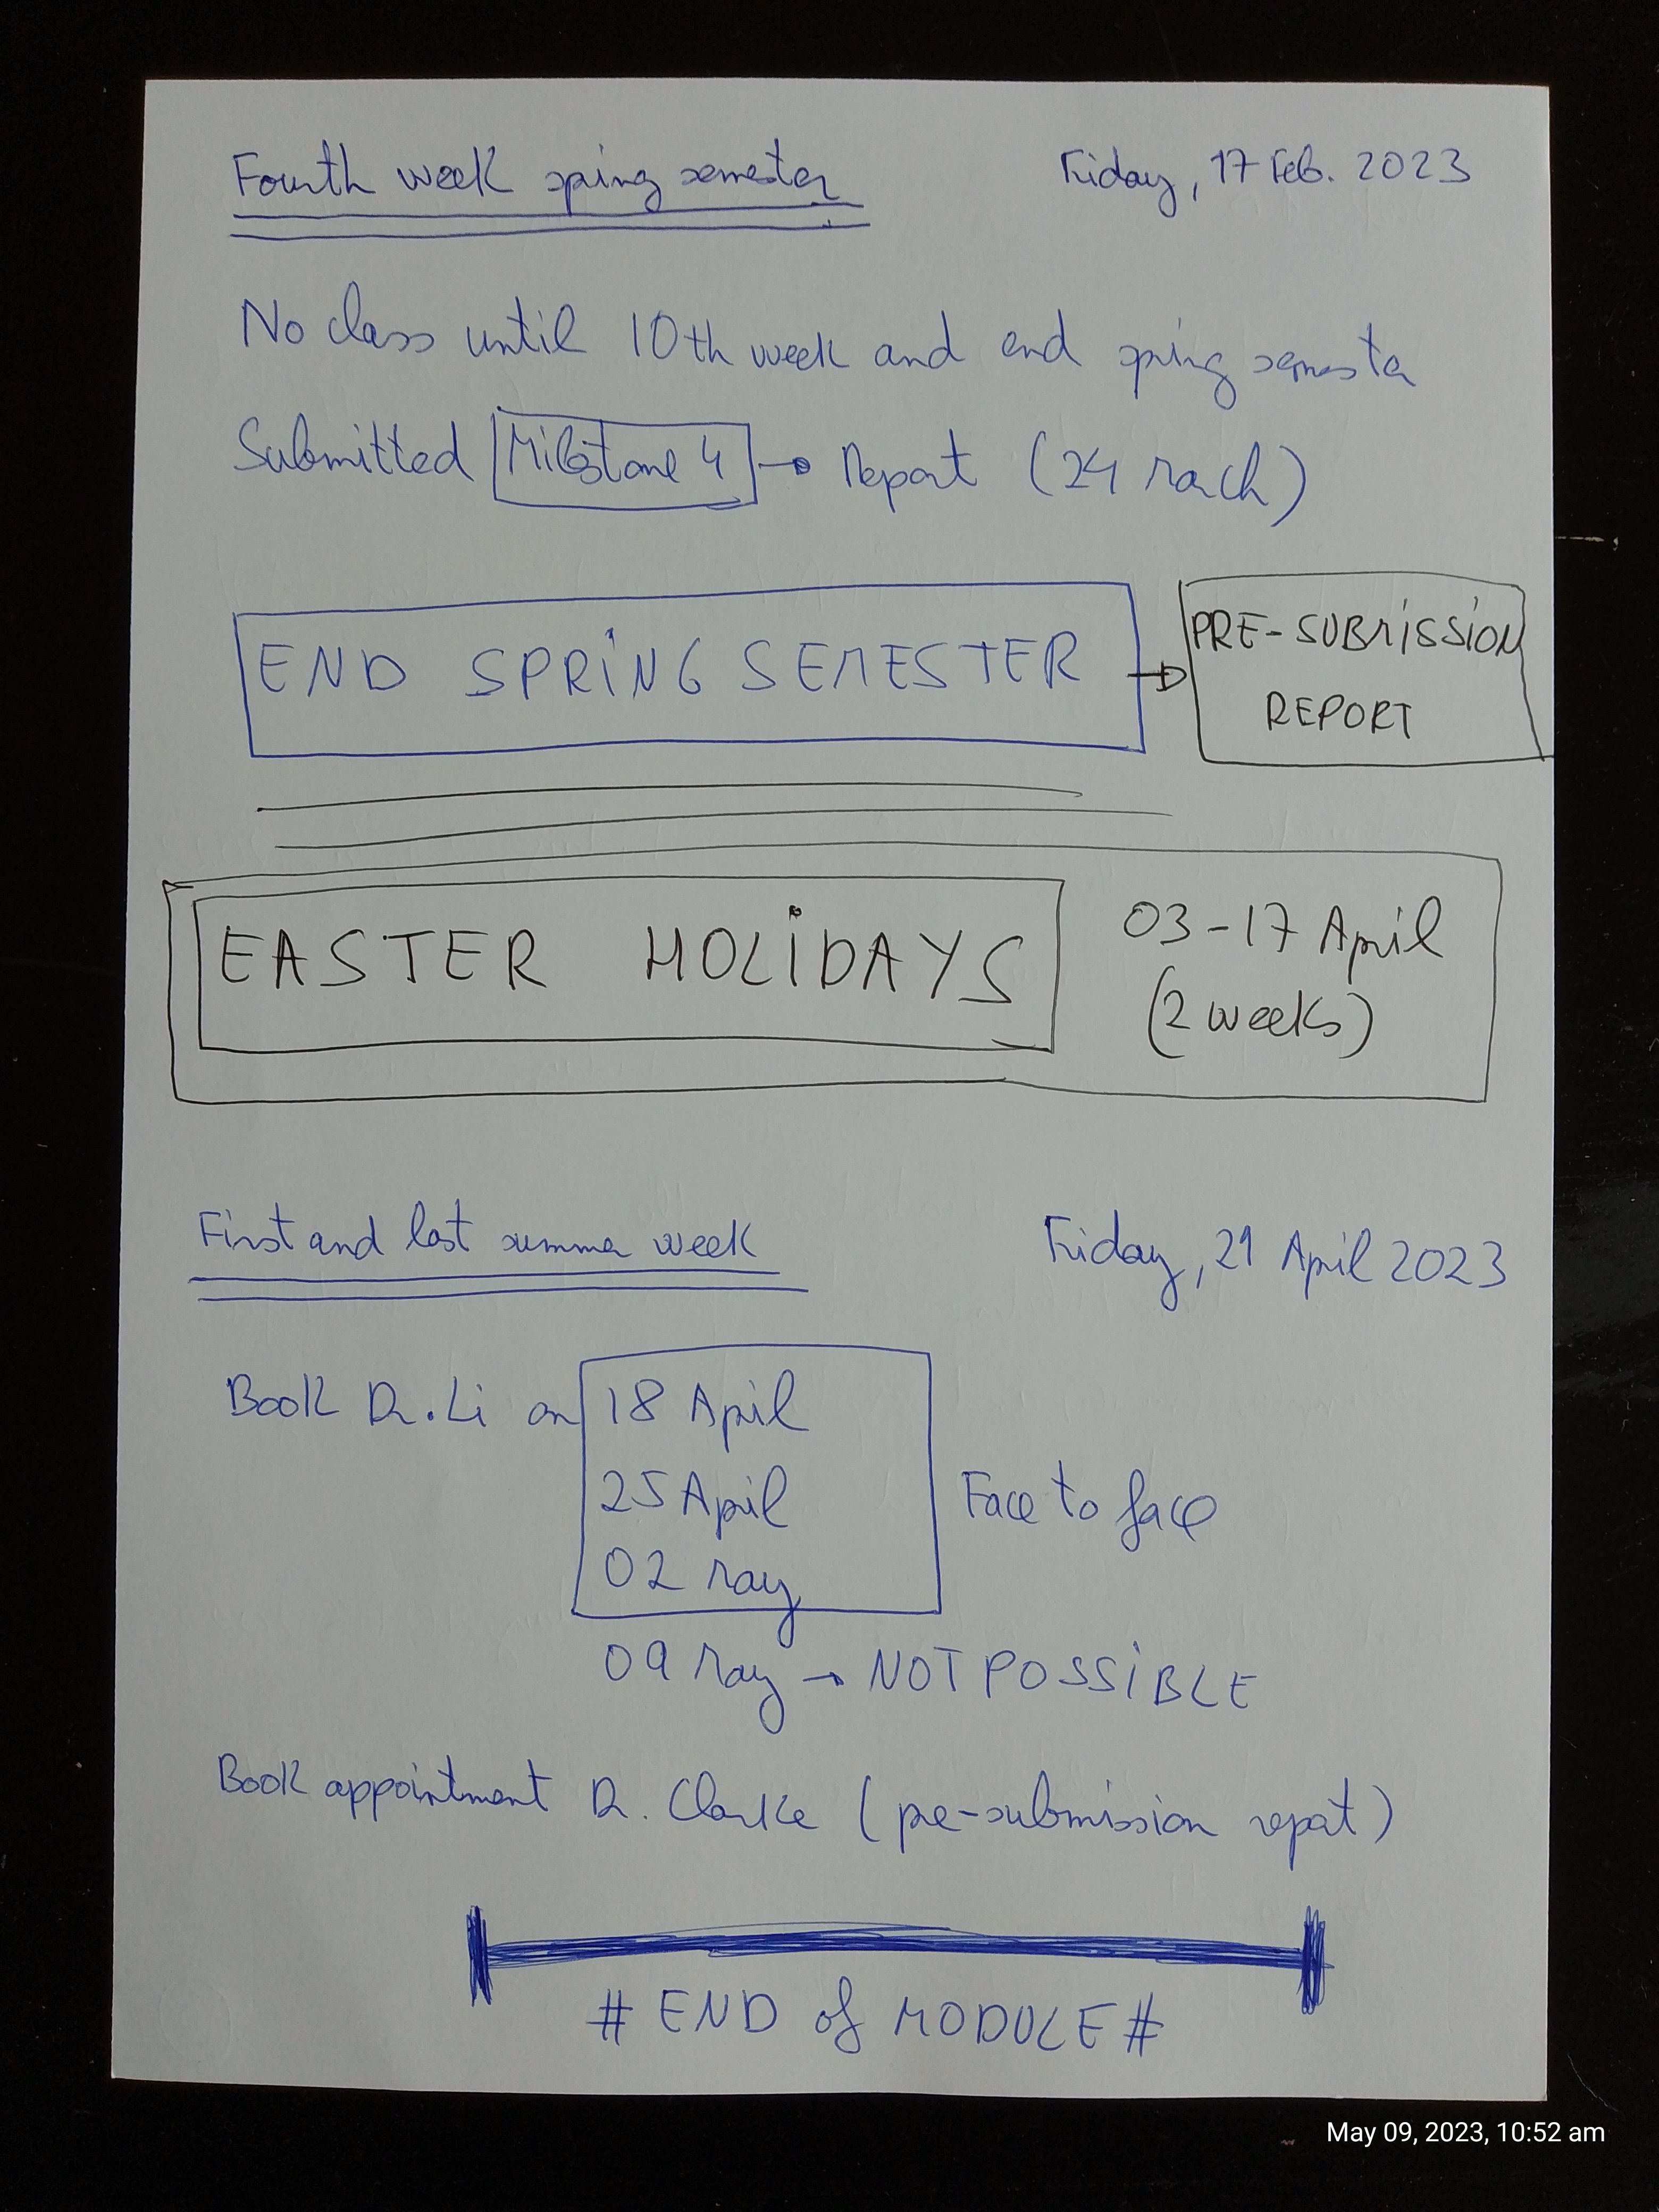 Fourth week spring semester
Friday, 17 Feb. 2023
No class until 10th week and end spring semester
Submitted Milestone 4 → Report (24 March)
END SPRING SEMESTER → PRE-SUBMISSION
REPORT
EASTER HOLIDAYS
03-17 April
(2 weeks)
First and last summer week
Friday, 21 April 2023
Book Dr. Li on 18 April
25 April
Face to face
02 May
09 May → NOT POSSIBLE
Book appointment Dr. Clarke (pre-submission report)
# END of MODULE #
May 09, 2023, 10:52 am